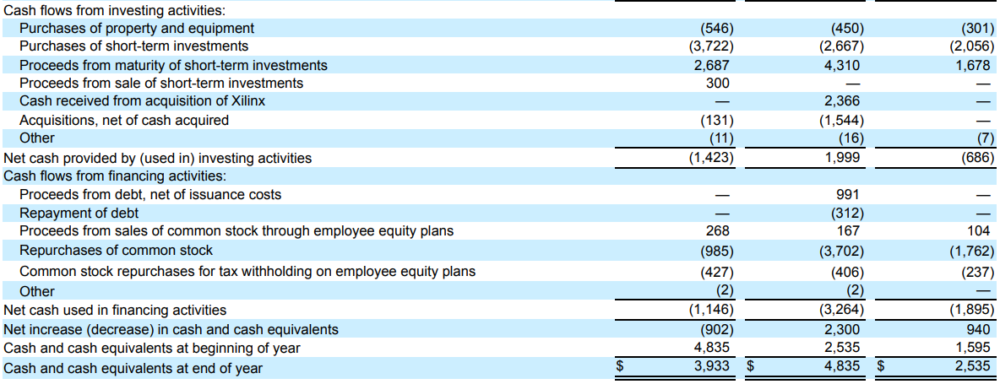 Cash flows from investing activities:
Purchases of property and equipment (546) (450) (301)
Purchases of short-term investments (3,722) (2,667) (2,056)
Proceeds from maturity of short-term investments 2,687 4,310 1,678
Proceeds from sale of short-term investments 300 — —
Cash received from acquisition of Xilinx — 2,366 —
Acquisitions, net of cash acquired (131) (1,544) —
Other (11) (16) (7)
Net cash provided by (used in) investing activities (1,423) 1,999 (686)
Cash flows from financing activities:
Proceeds from debt, net of issuance costs — 991 —
Repayment of debt — (312) —
Proceeds from sales of common stock through employee equity plans 268 167 104
Repurchases of common stock (985) (3,702) (1,762)
Common stock repurchases for tax withholding on employee equity plans (427) (406) (237)
Other (2) (2) —
Net cash used in financing activities (1,146) (3,264) (1,895)
Net increase (decrease) in cash and cash equivalents (902) 2,300 940
Cash and cash equivalents at beginning of year 4,835 2,535 1,595
Cash and cash equivalents at end of year $ 3,933 $ 4,835 $ 2,535